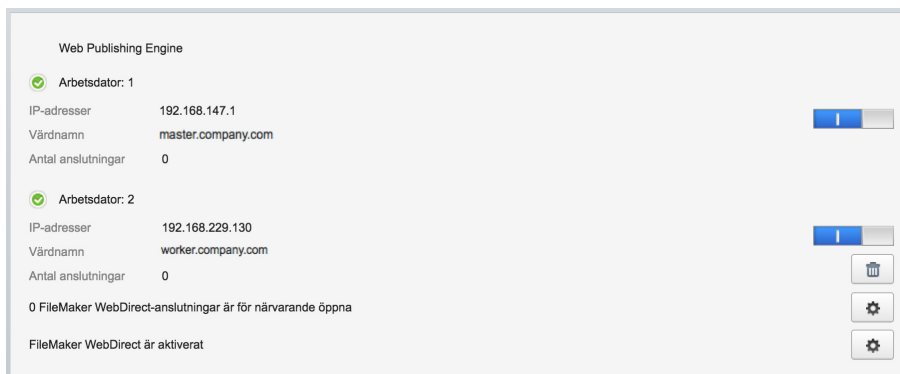 Web Publishing Engine
Arbetsdator: 1
IP-adresser 192.168.147.1
Värdnamn master.company.com
Antal anslutningar 0
Arbetsdator: 2
IP-adresser 192.168.229.130
Värdnamn worker.company.com
Antal anslutningar 0
0 FileMaker WebDirect-anslutningar är för närvarande öppna
FileMaker WebDirect är aktiverat